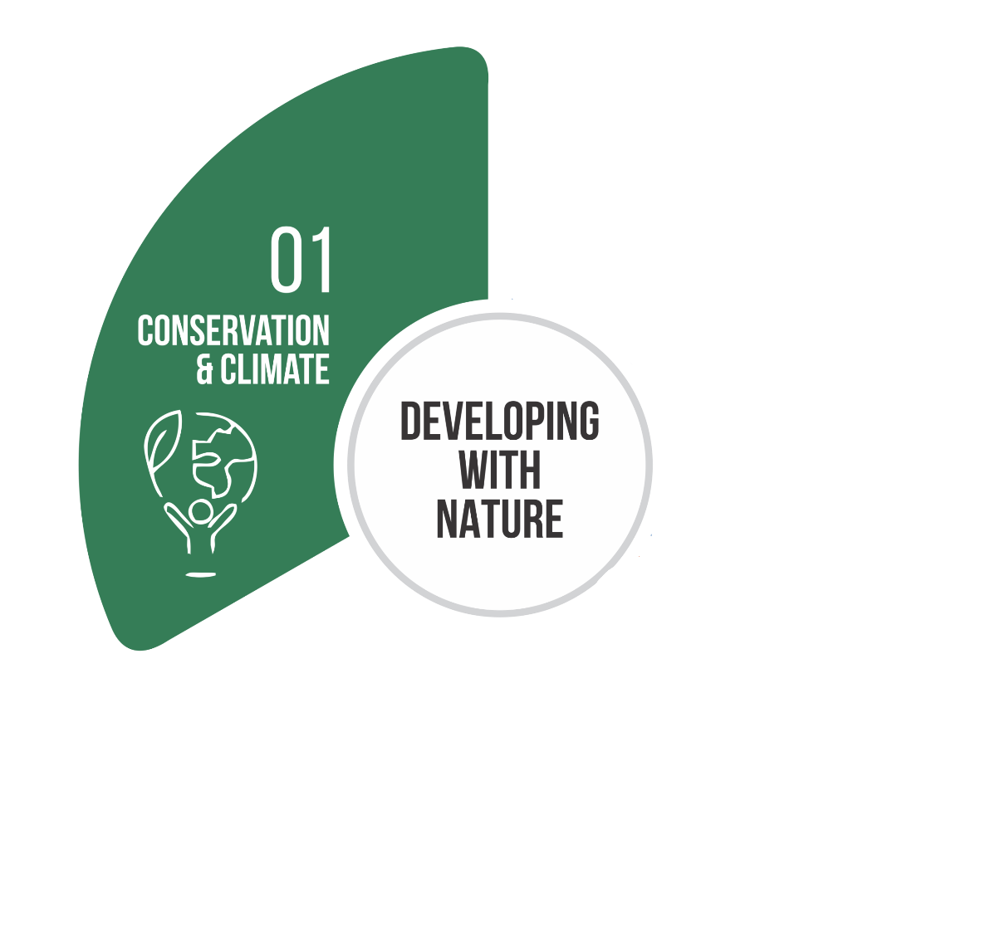 01
CONSERVATION
& CLIMATE
DEVELOPING
WITH
NATURE